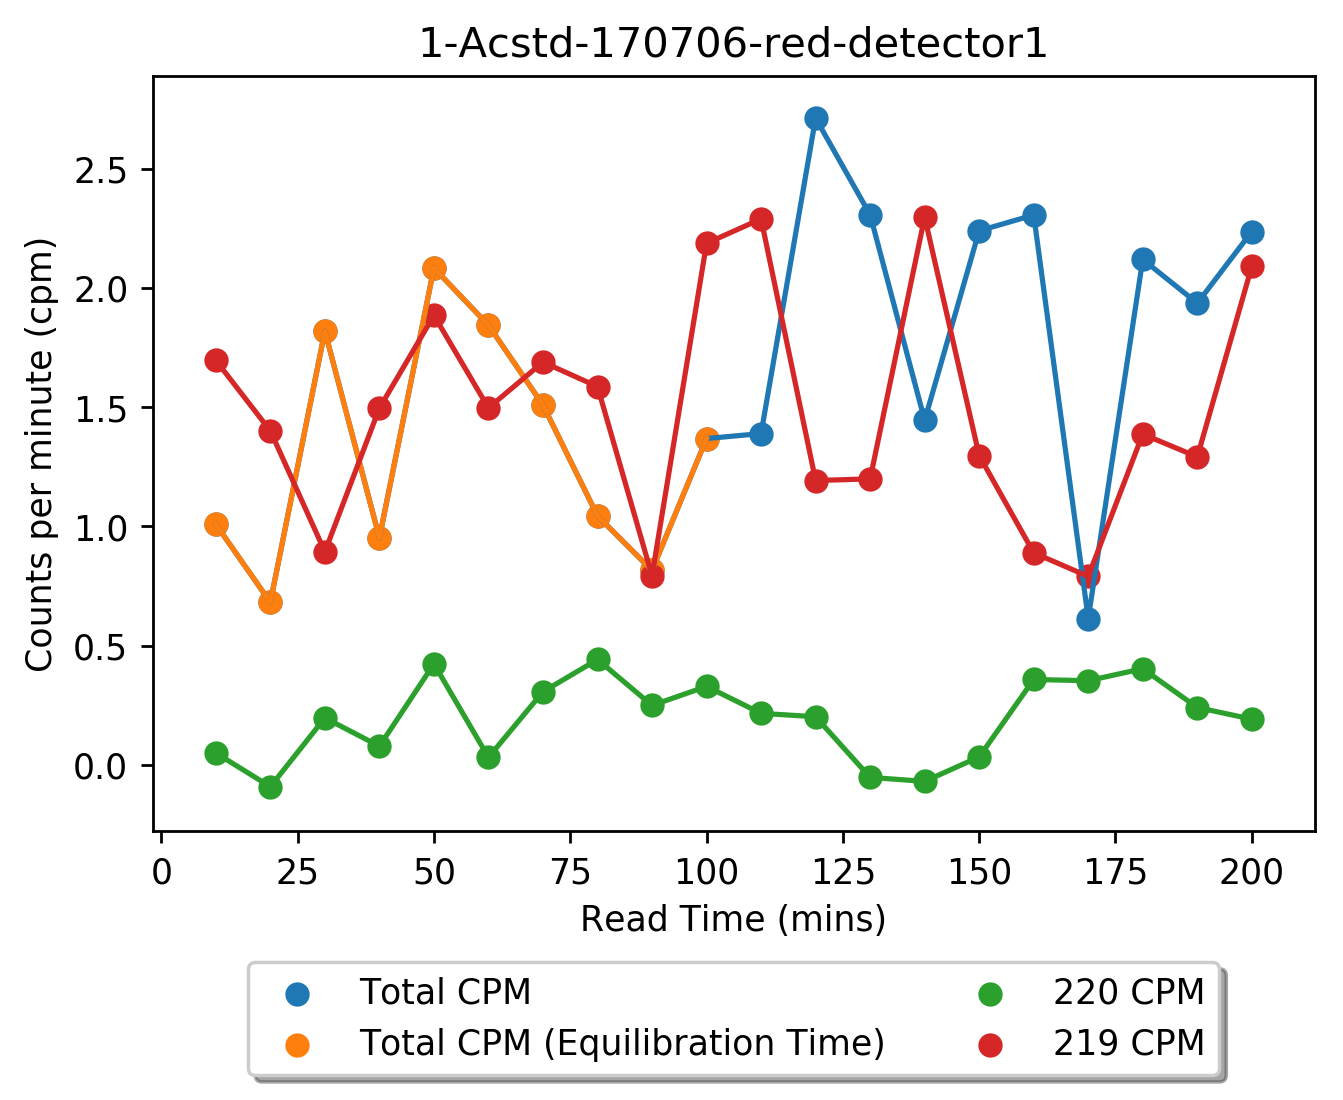 1-Acstd-170706-red-detector1
Counts per minute (cpm)
2.5
2.0
1.5
1.0
0.5
0.0
0 25 50 75 100 125 150 175 200
Read Time (mins)
Total CPM
Total CPM (Equilibration Time)
220 CPM
219 CPM